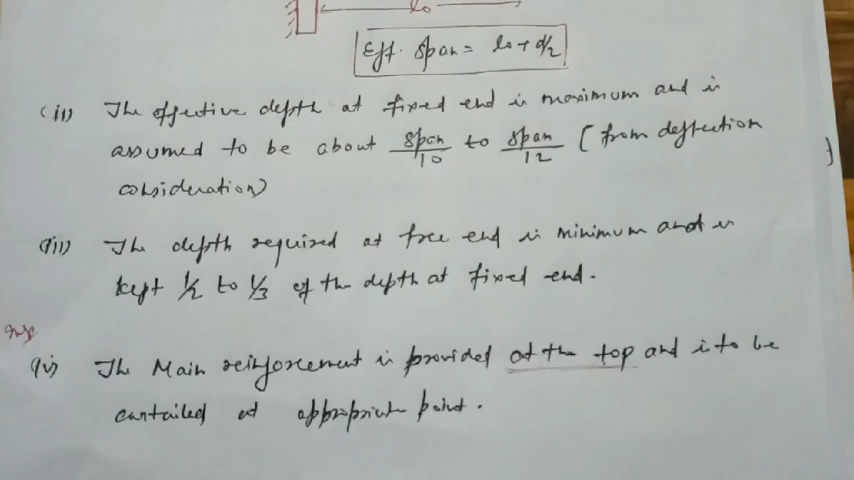 l₀
Eff. Span = l₀ + d/2
(ii) The effective depth at fixed end is maximum and is
assumed to be about Span/10 to Span/12 (from deflection
consideration)
(iii) The depth required at free end is minimum and is
kept 1/2 to 1/3 of the depth at fixed end.
Imp
(iv) The Main reinforcement is provided at the top and is to be
curtailed at appropriate point.